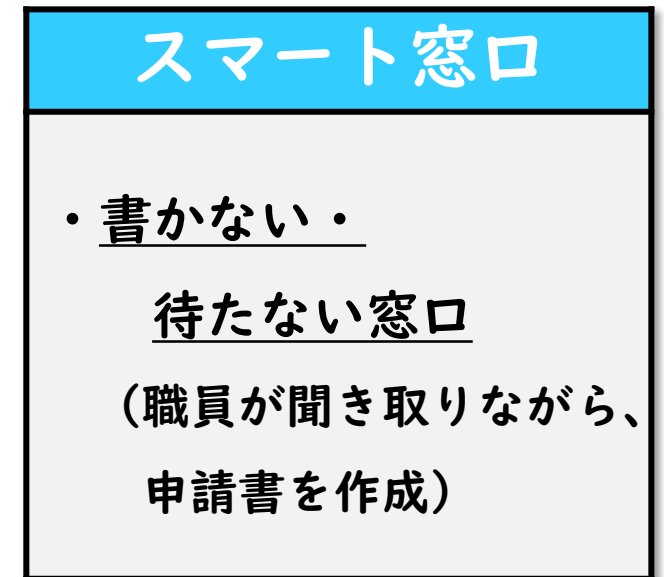 スマート窓口
・書かない・
待たない窓口
（職員が聞き取りながら、
申請書を作成）